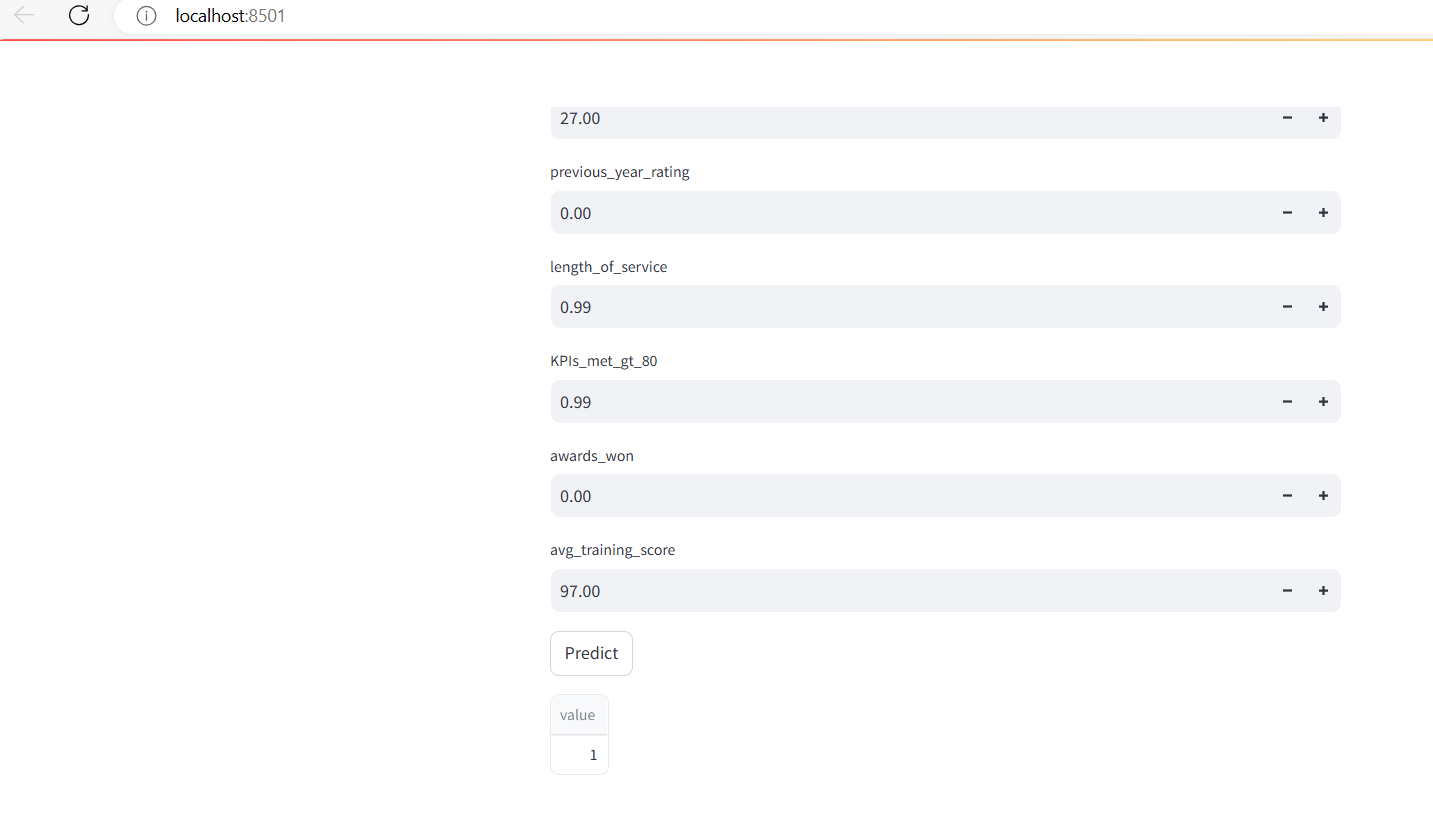 localhost:8501
27.00
previous_year_rating
0.00
length_of_service
0.99
KPIs_met_gt_80
0.99
awards_won
0.00
avg_training_score
97.00
Predict
value
1